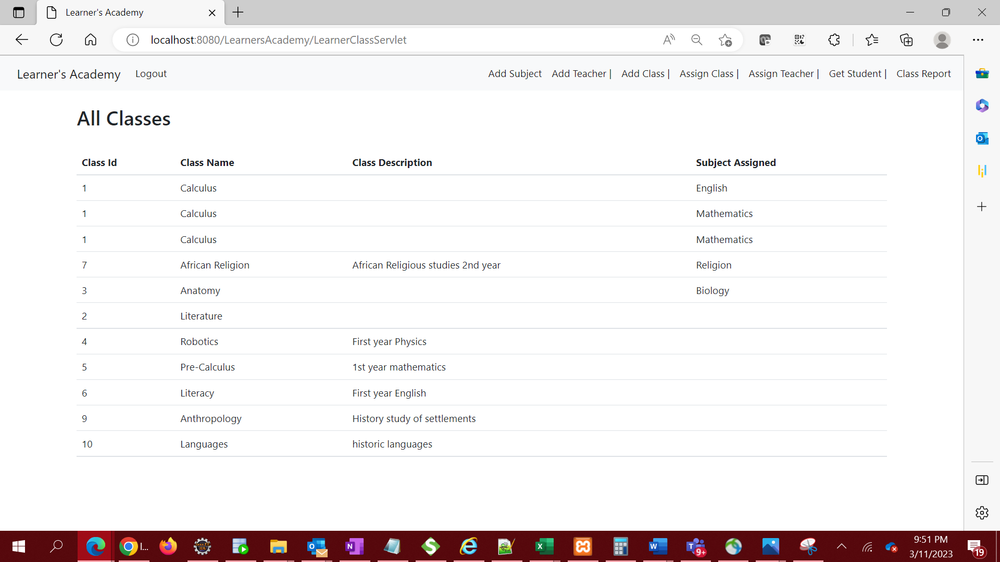 Learner's Academy
localhost:8080/LearnersAcademy/LearnerClassServlet
Learner's Academy Logout Add Subject Add Teacher | Add Class | Assign Class | Assign Teacher | Get Student | Class Report
All Classes
Class Id Class Name Class Description Subject Assigned
1 Calculus English
1 Calculus Mathematics
1 Calculus Mathematics
7 African Religion African Religious studies 2nd year Religion
3 Anatomy Biology
2 Literature
4 Robotics First year Physics
5 Pre-Calculus 1st year mathematics
6 Literacy First year English
9 Anthropology History study of settlements
10 Languages historic languages
9:51 PM
3/11/2023
19
9+